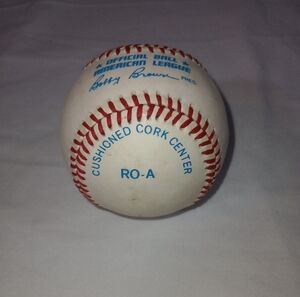 ★ OFFICIAL BALL ★
AMERICAN LEAGUE
Bobby Brown PRES.
CUSHIONED CORK CENTER
RO-A